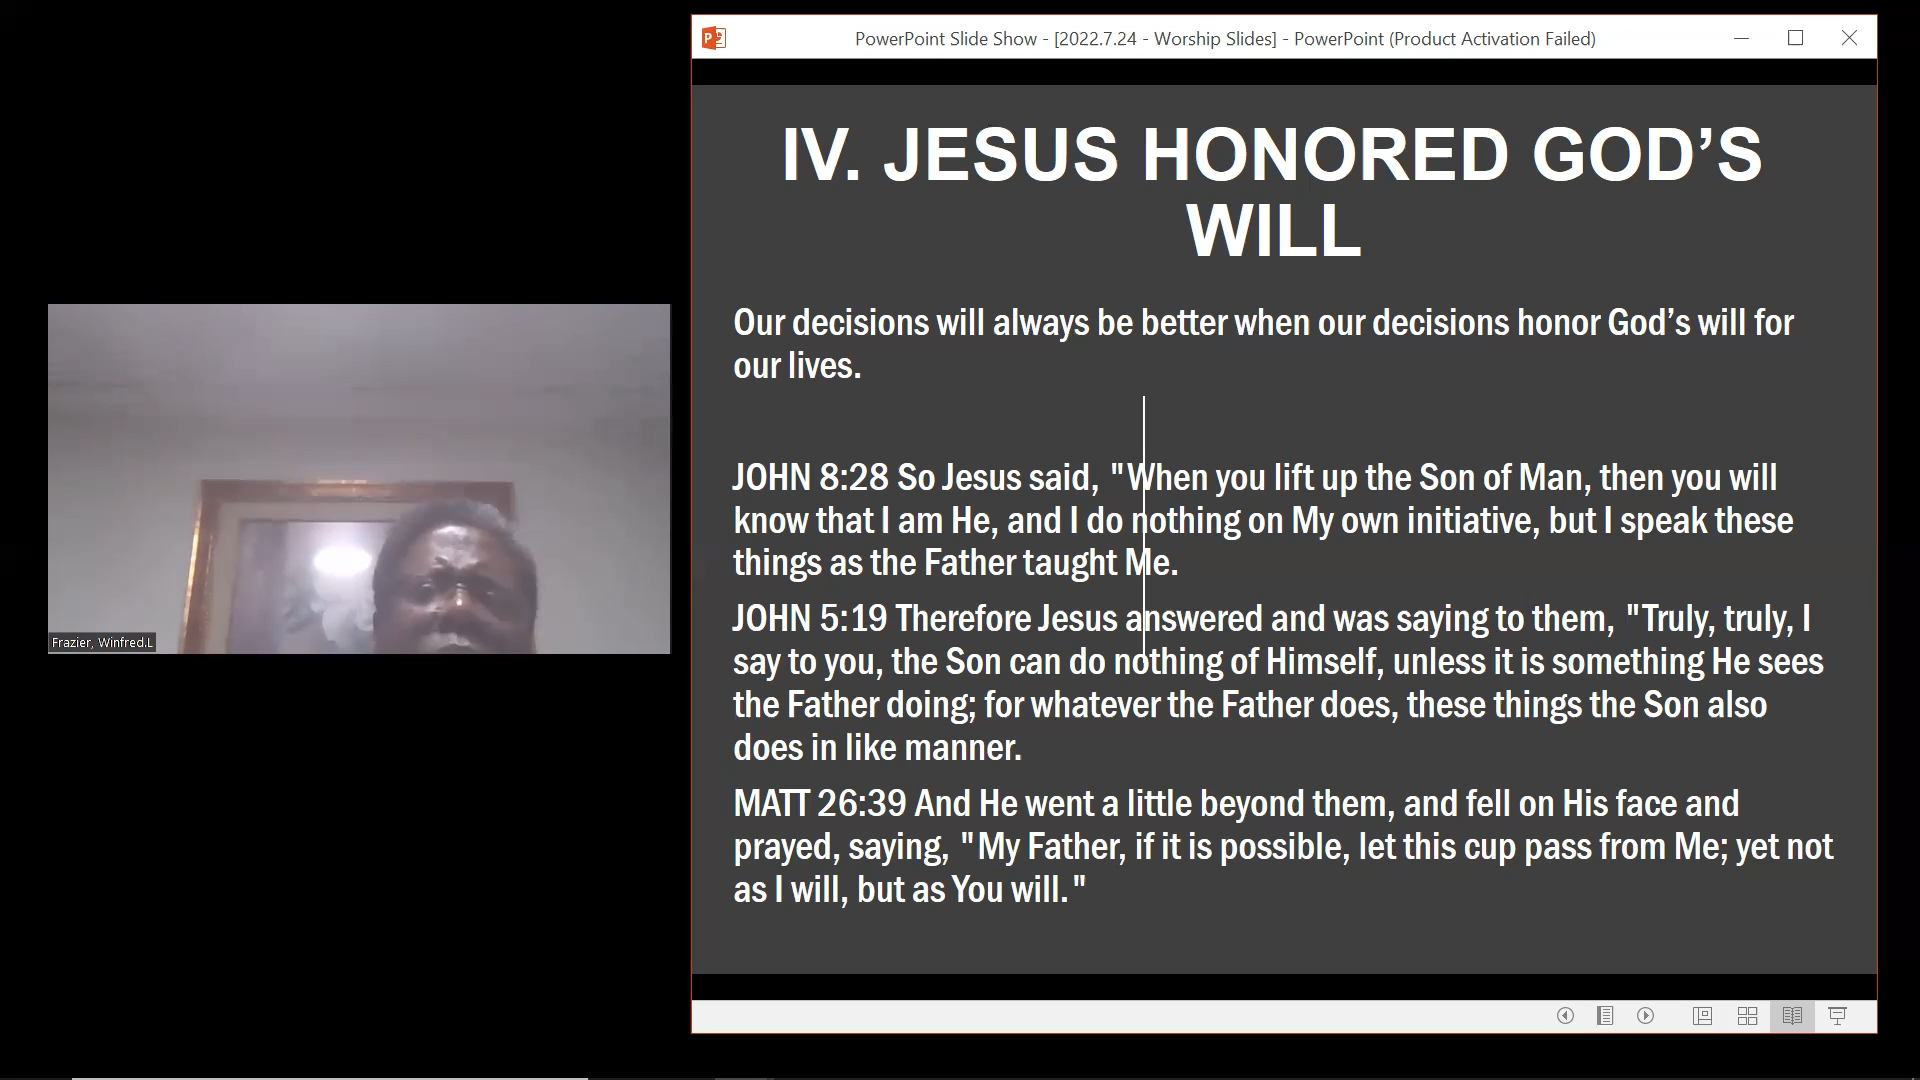 PowerPoint Slide Show - [2022.7.24 - Worship Slides] - PowerPoint (Product Activation Failed)
IV. JESUS HONORED GOD’S
WILL
Our decisions will always be better when our decisions honor God’s will for
our lives.
JOHN 8:28 So Jesus said, "When you lift up the Son of Man, then you will
know that I am He, and I do nothing on My own initiative, but I speak these
things as the Father taught Me.
JOHN 5:19 Therefore Jesus answered and was saying to them, "Truly, truly, I
say to you, the Son can do nothing of Himself, unless it is something He sees
the Father doing; for whatever the Father does, these things the Son also
does in like manner.
MATT 26:39 And He went a little beyond them, and fell on His face and
prayed, saying, "My Father, if it is possible, let this cup pass from Me; yet not
as I will, but as You will."
Frazier, Winfred.L